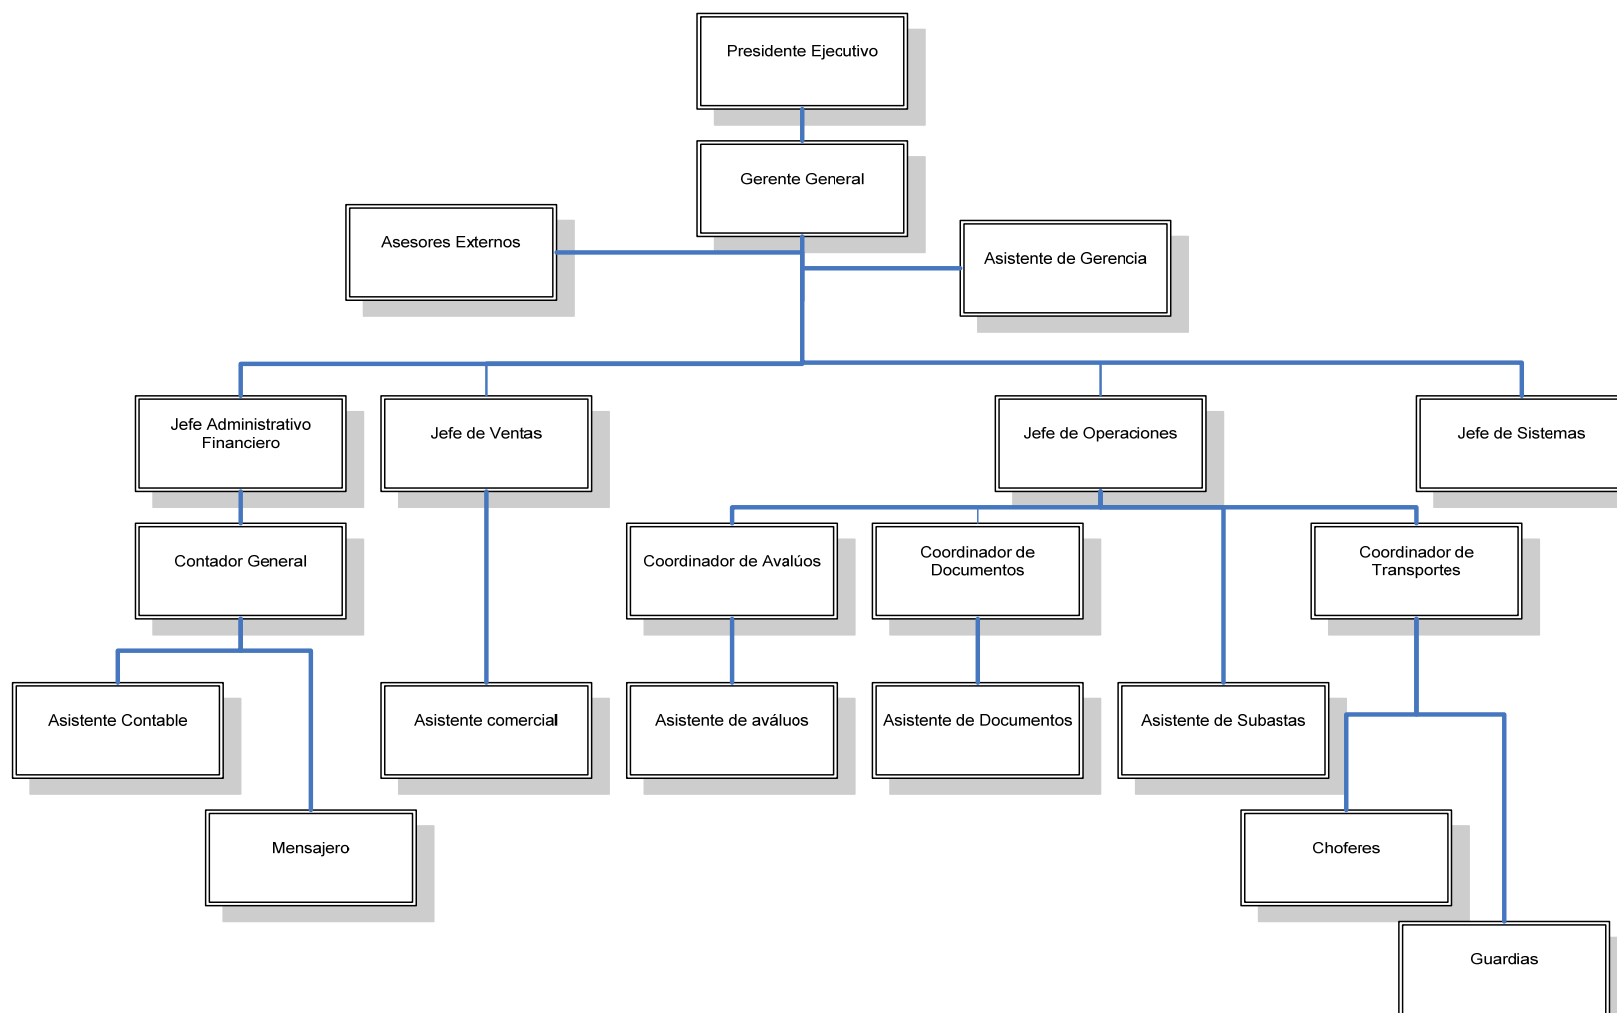 Presidente Ejecutivo
Gerente General
Asesores Externos
Asistente de Gerencia
Jefe Administrativo
Financiero
Jefe de Ventas
Jefe de Operaciones
Jefe de Sistemas
Contador General
Coordinador de Avalúos
Coordinador de
Documentos
Coordinador de
Transportes
Asistente Contable
Asistente comercial
Asistente de aváluos
Asistente de Documentos
Asistente de Subastas
Mensajero
Choferes
Guardias